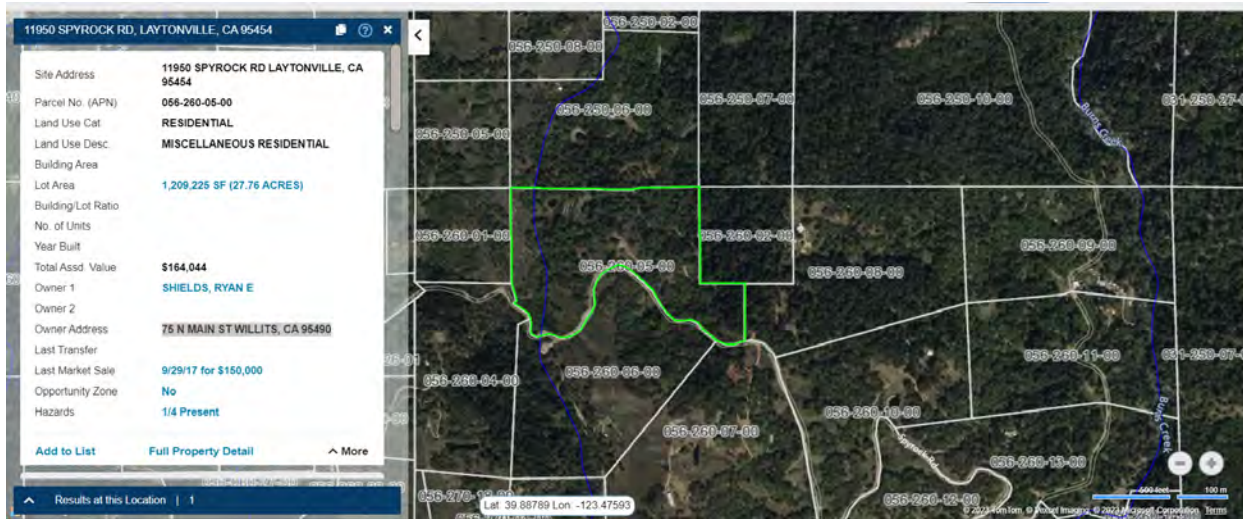 11950 SPYROCK RD, LAYTONVILLE, CA 95454
Site Address 11950 SPYROCK RD LAYTONVILLE, CA
95454
Parcel No. (APN) 056-260-05-00
Land Use Cat RESIDENTIAL
Land Use Desc. MISCELLANEOUS RESIDENTIAL
Building Area
Lot Area 1,209,225 SF (27.76 ACRES)
Building/Lot Ratio
No. of Units
Year Built
Total Assd. Value $164,044
Owner 1 SHIELDS, RYAN E
Owner 2
Owner Address 75 N MAIN ST WILLITS, CA 95490
Last Transfer
Last Market Sale 9/29/17 for $150,000
Opportunity Zone No
Hazards 1/4 Present
Add to List Full Property Detail More
Results at this Location | 1
056-250-02-00
056-250-08-00
056-250-06-00
056-250-07-00
056-250-10-00
031-250-27-0
056-250-05-00
Burns Creek
056-260-01-00
056-260-02-00
056-260-09-00
056-260-05-00
056-260-08-00
056-260-04-00
056-260-06-00
056-260-11-00
031-250-07-0
056-260-10-00
056-260-07-00
Burns Creek
Spyrock Rd
056-260-13-00
056-260-12-00
Lat: 39.88789 Lon: -123.47593
500 feet 100 m
© 2023 TomTom, © Vexcel Imaging, © 2023 Microsoft Corporation Terms